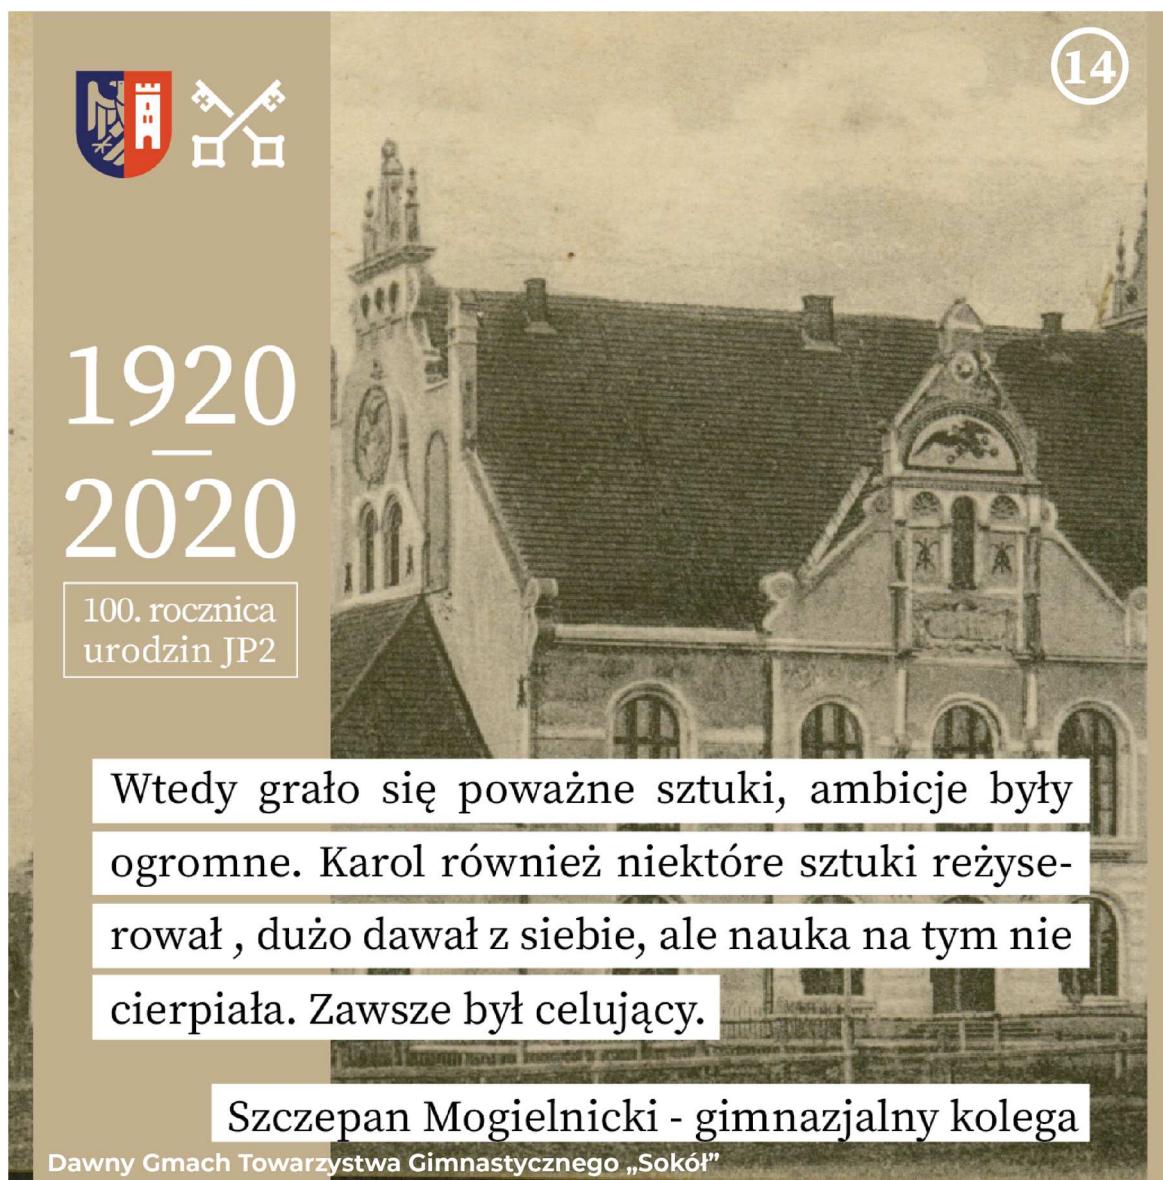 14
1920
2020
100. rocznica
urodzin JP2
Wtedy grało się poważne sztuki, ambicje były
ogromne. Karol również niektóre sztuki reżyse-
rował , dużo dawał z siebie, ale nauka na tym nie
cierpiała. Zawsze był celujący.
Szczepan Mogielnicki - gimnazjalny kolega
Dawny Gmach Towarzystwa Gimnastycznego „Sokół”